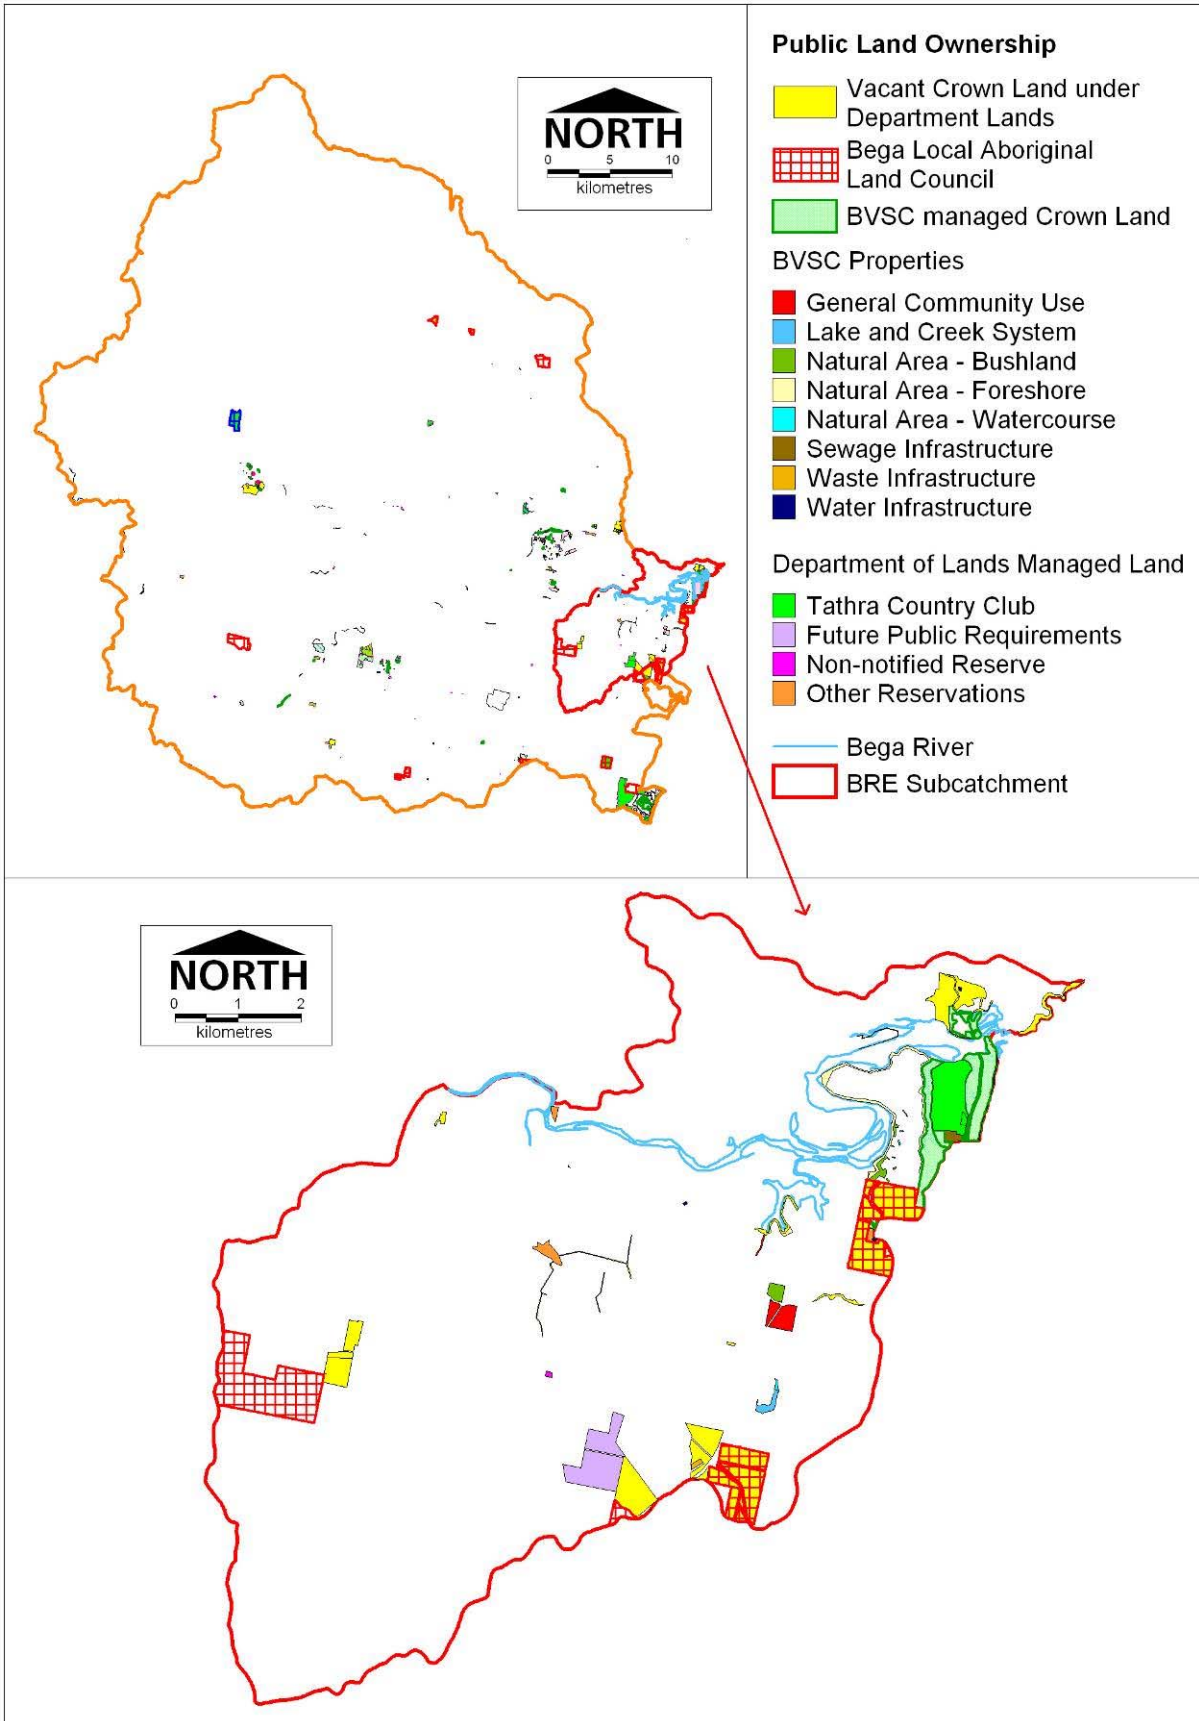 NORTH
0 5 10
kilometres
Public Land Ownership
Vacant Crown Land under
Department Lands
Bega Local Aboriginal
Land Council
BVSC managed Crown Land
BVSC Properties
General Community Use
Lake and Creek System
Natural Area - Bushland
Natural Area - Foreshore
Natural Area - Watercourse
Sewage Infrastructure
Waste Infrastructure
Water Infrastructure
Department of Lands Managed Land
Tathra Country Club
Future Public Requirements
Non-notified Reserve
Other Reservations
Bega River
BRE Subcatchment
NORTH
0 1 2
kilometres